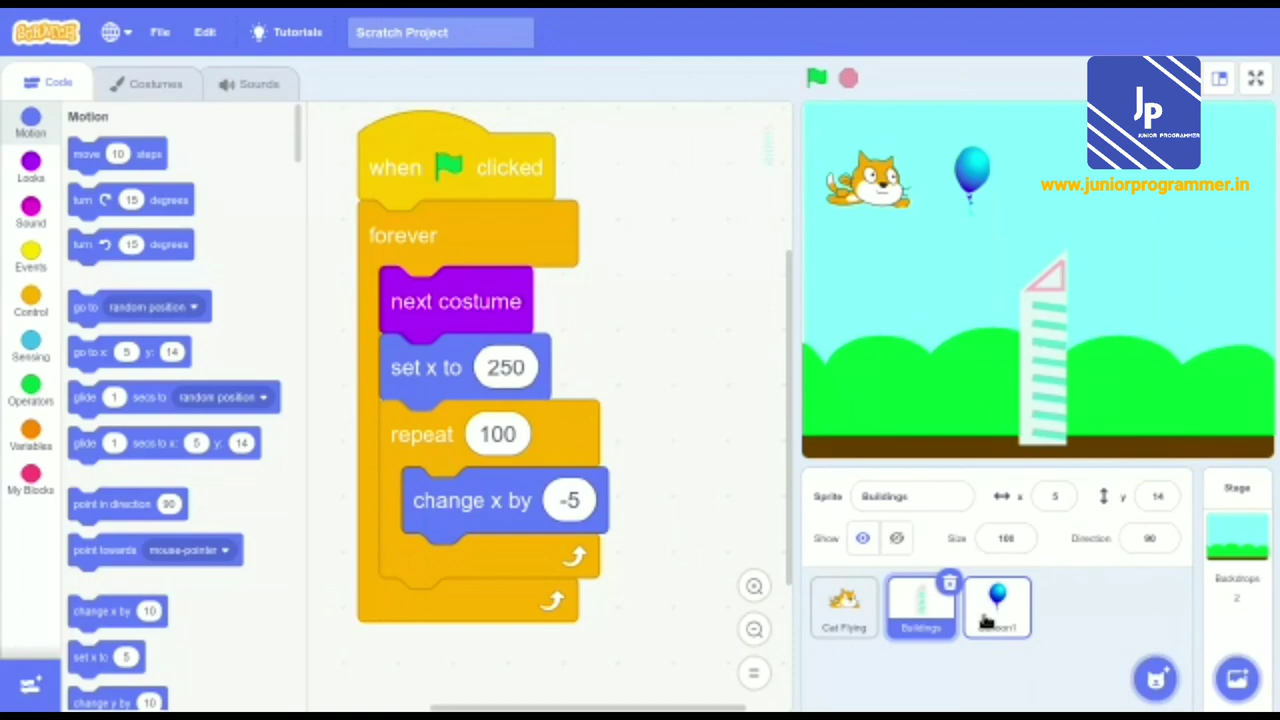 SCRATCH
File
Edit
Tutorials
Scratch Project
Code
Costumes
Sounds
JP
JUNIOR PROGRAMMER
www.juniorprogrammer.in
Motion
Looks
Sound
Events
Control
Sensing
Operators
Variables
My Blocks
Motion
move 10 steps
turn 15 degrees
turn 15 degrees
go to random position
go to x: 5 y: 14
glide 1 secs to random position
glide 1 secs to x: 5 y: 14
point in direction 90
point towards mouse-pointer
change x by 10
set x to 5
change y by 10
when clicked
forever
next costume
set x to 250
repeat 100
change x by -5
Sprite Buildings x 5 y 14
Show Size 100 Direction 90
Cat Flying
Buildings
Stage
Backdrops
2